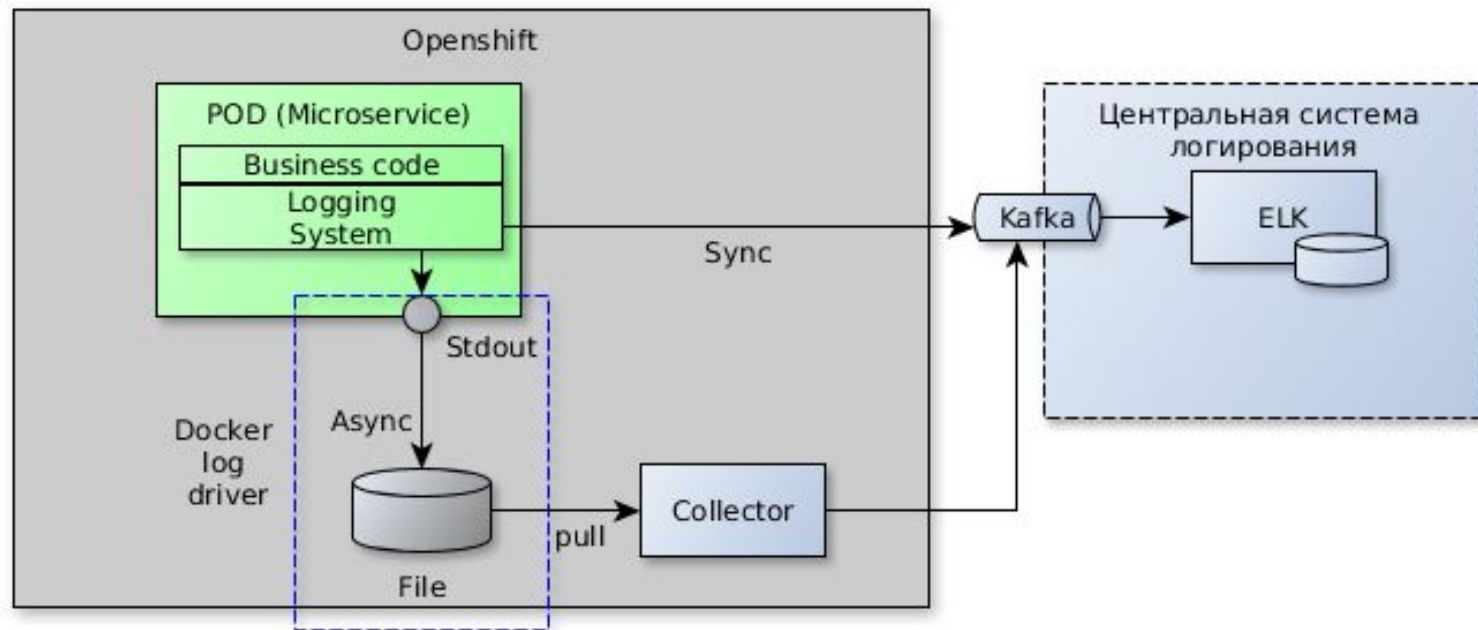 Openshift
POD (Microservice)
Business code
Logging
System
Sync
Stdout
Async
Docker
log
driver
File
pull
Collector
Kafka
Центральная система
логирования
ELK